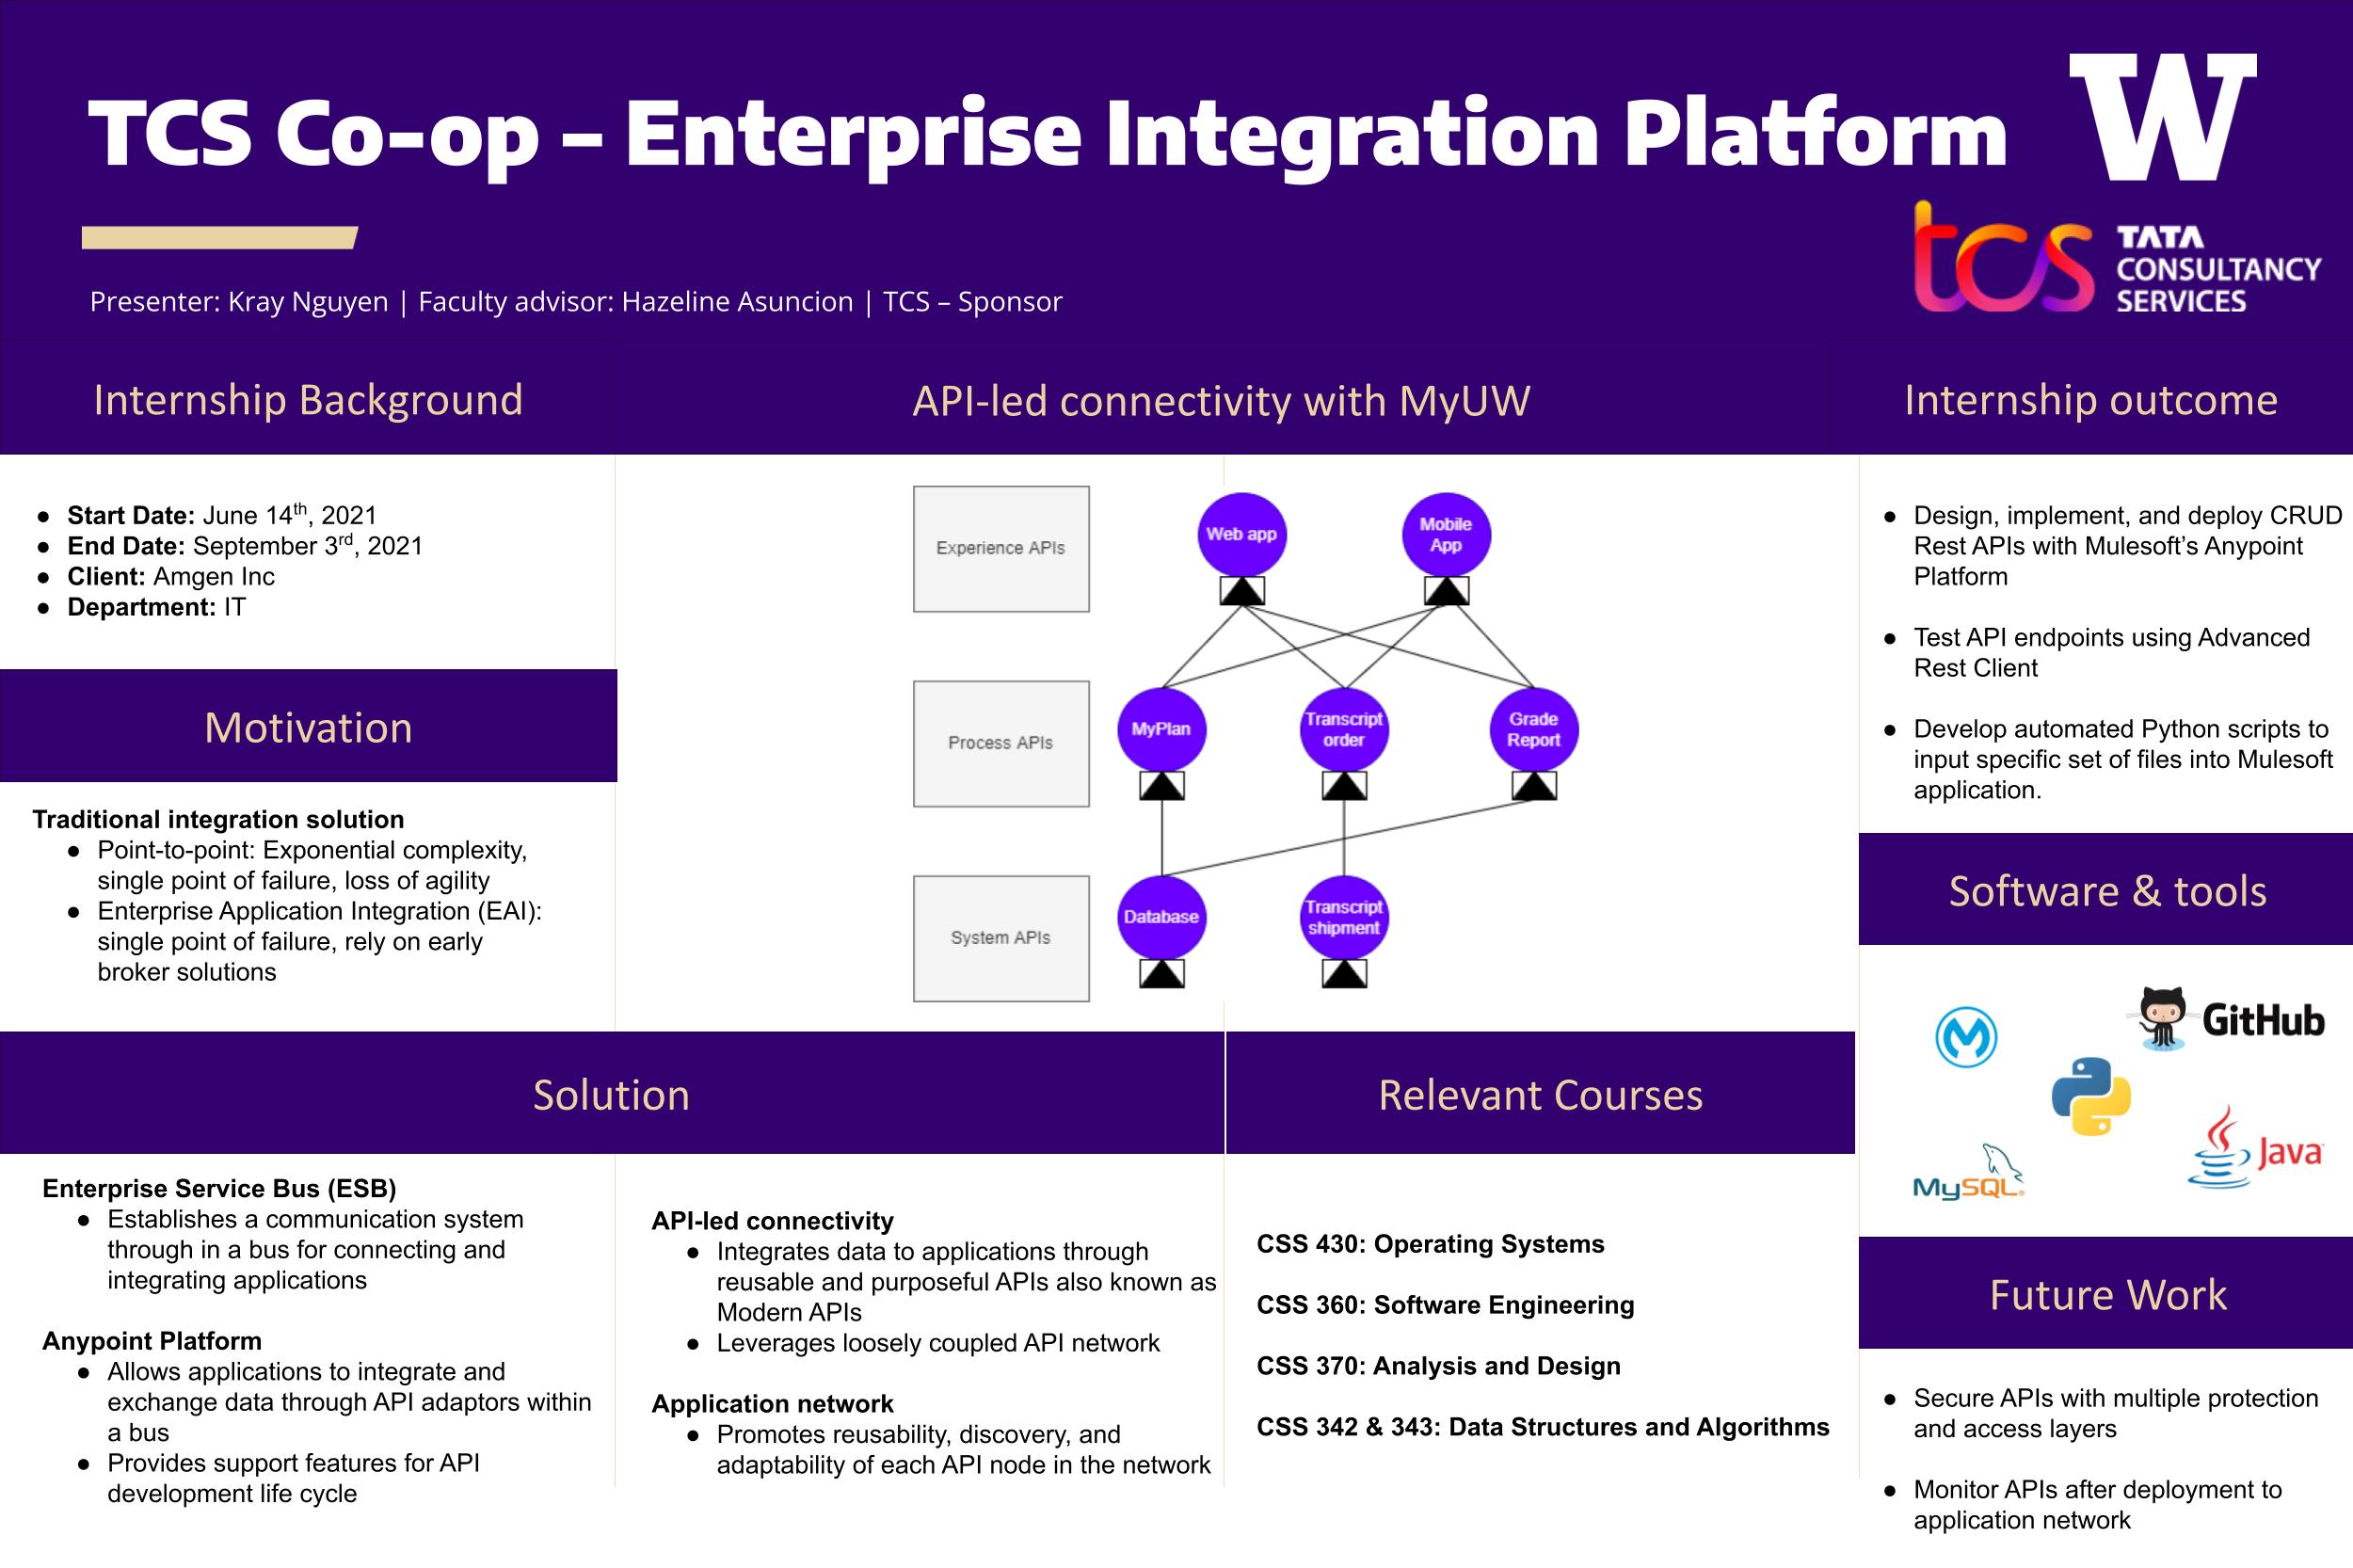 TCS Co-op – Enterprise Integration Platform
W
tcs TATA
CONSULTANCY
SERVICES
Presenter: Kray Nguyen | Faculty advisor: Hazeline Asuncion | TCS – Sponsor
Internship Background
● Start Date: June 14th, 2021
● End Date: September 3rd, 2021
● Client: Amgen Inc
● Department: IT
Motivation
Traditional integration solution
● Point-to-point: Exponential complexity,
single point of failure, loss of agility
● Enterprise Application Integration (EAI):
single point of failure, rely on early
broker solutions
API-led connectivity with MyUW
Experience APIs
Web app
Mobile
App
Process APIs
MyPlan
Transcript
order
Grade
Report
System APIs
Database
Transcript
shipment
Solution
Enterprise Service Bus (ESB)
● Establishes a communication system
through in a bus for connecting and
integrating applications
Anypoint Platform
● Allows applications to integrate and
exchange data through API adaptors within
a bus
● Provides support features for API
development life cycle
API-led connectivity
● Integrates data to applications through
reusable and purposeful APIs also known as
Modern APIs
● Leverages loosely coupled API network
Application network
● Promotes reusability, discovery, and
adaptability of each API node in the network
Relevant Courses
CSS 430: Operating Systems
CSS 360: Software Engineering
CSS 370: Analysis and Design
CSS 342 & 343: Data Structures and Algorithms
Internship outcome
● Design, implement, and deploy CRUD
Rest APIs with Mulesoft's Anypoint
Platform
● Test API endpoints using Advanced
Rest Client
● Develop automated Python scripts to
input specific set of files into Mulesoft
application.
Software & tools
GitHub
MySQL
Java
Future Work
● Secure APIs with multiple protection
and access layers
● Monitor APIs after deployment to
application network